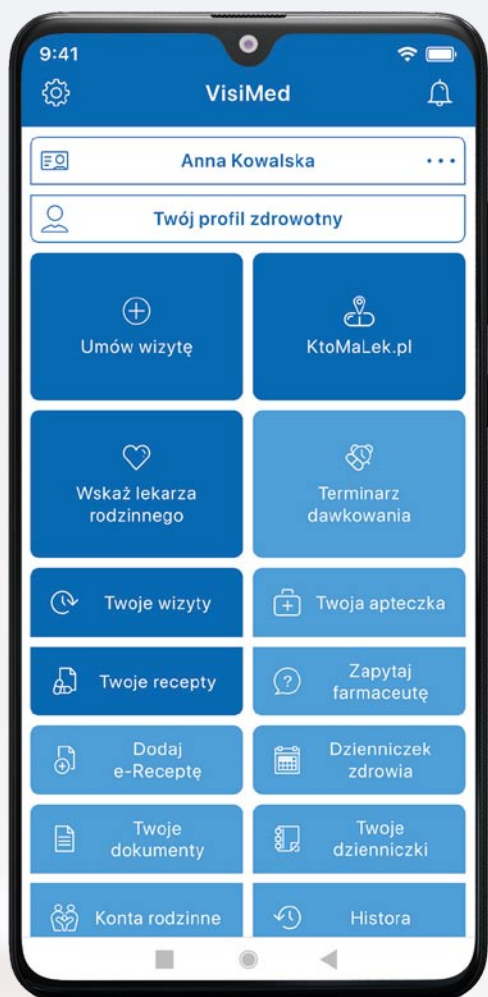 9:41
VisiMed
Anna Kowalska
Twój profil zdrowotny
Umów wizytę
KtoMaLek.pl
Wskaż lekarza
rodzinnego
Terminarz
dawkowania
Twoje wizyty
Twoja apteczka
Twoje recepty
Zapytaj
farmaceutę
Dodaj
e-Receptę
Dzienniczek
zdrowia
Twoje
dokumenty
Twoje
dzienniczki
Konta rodzinne
Histora